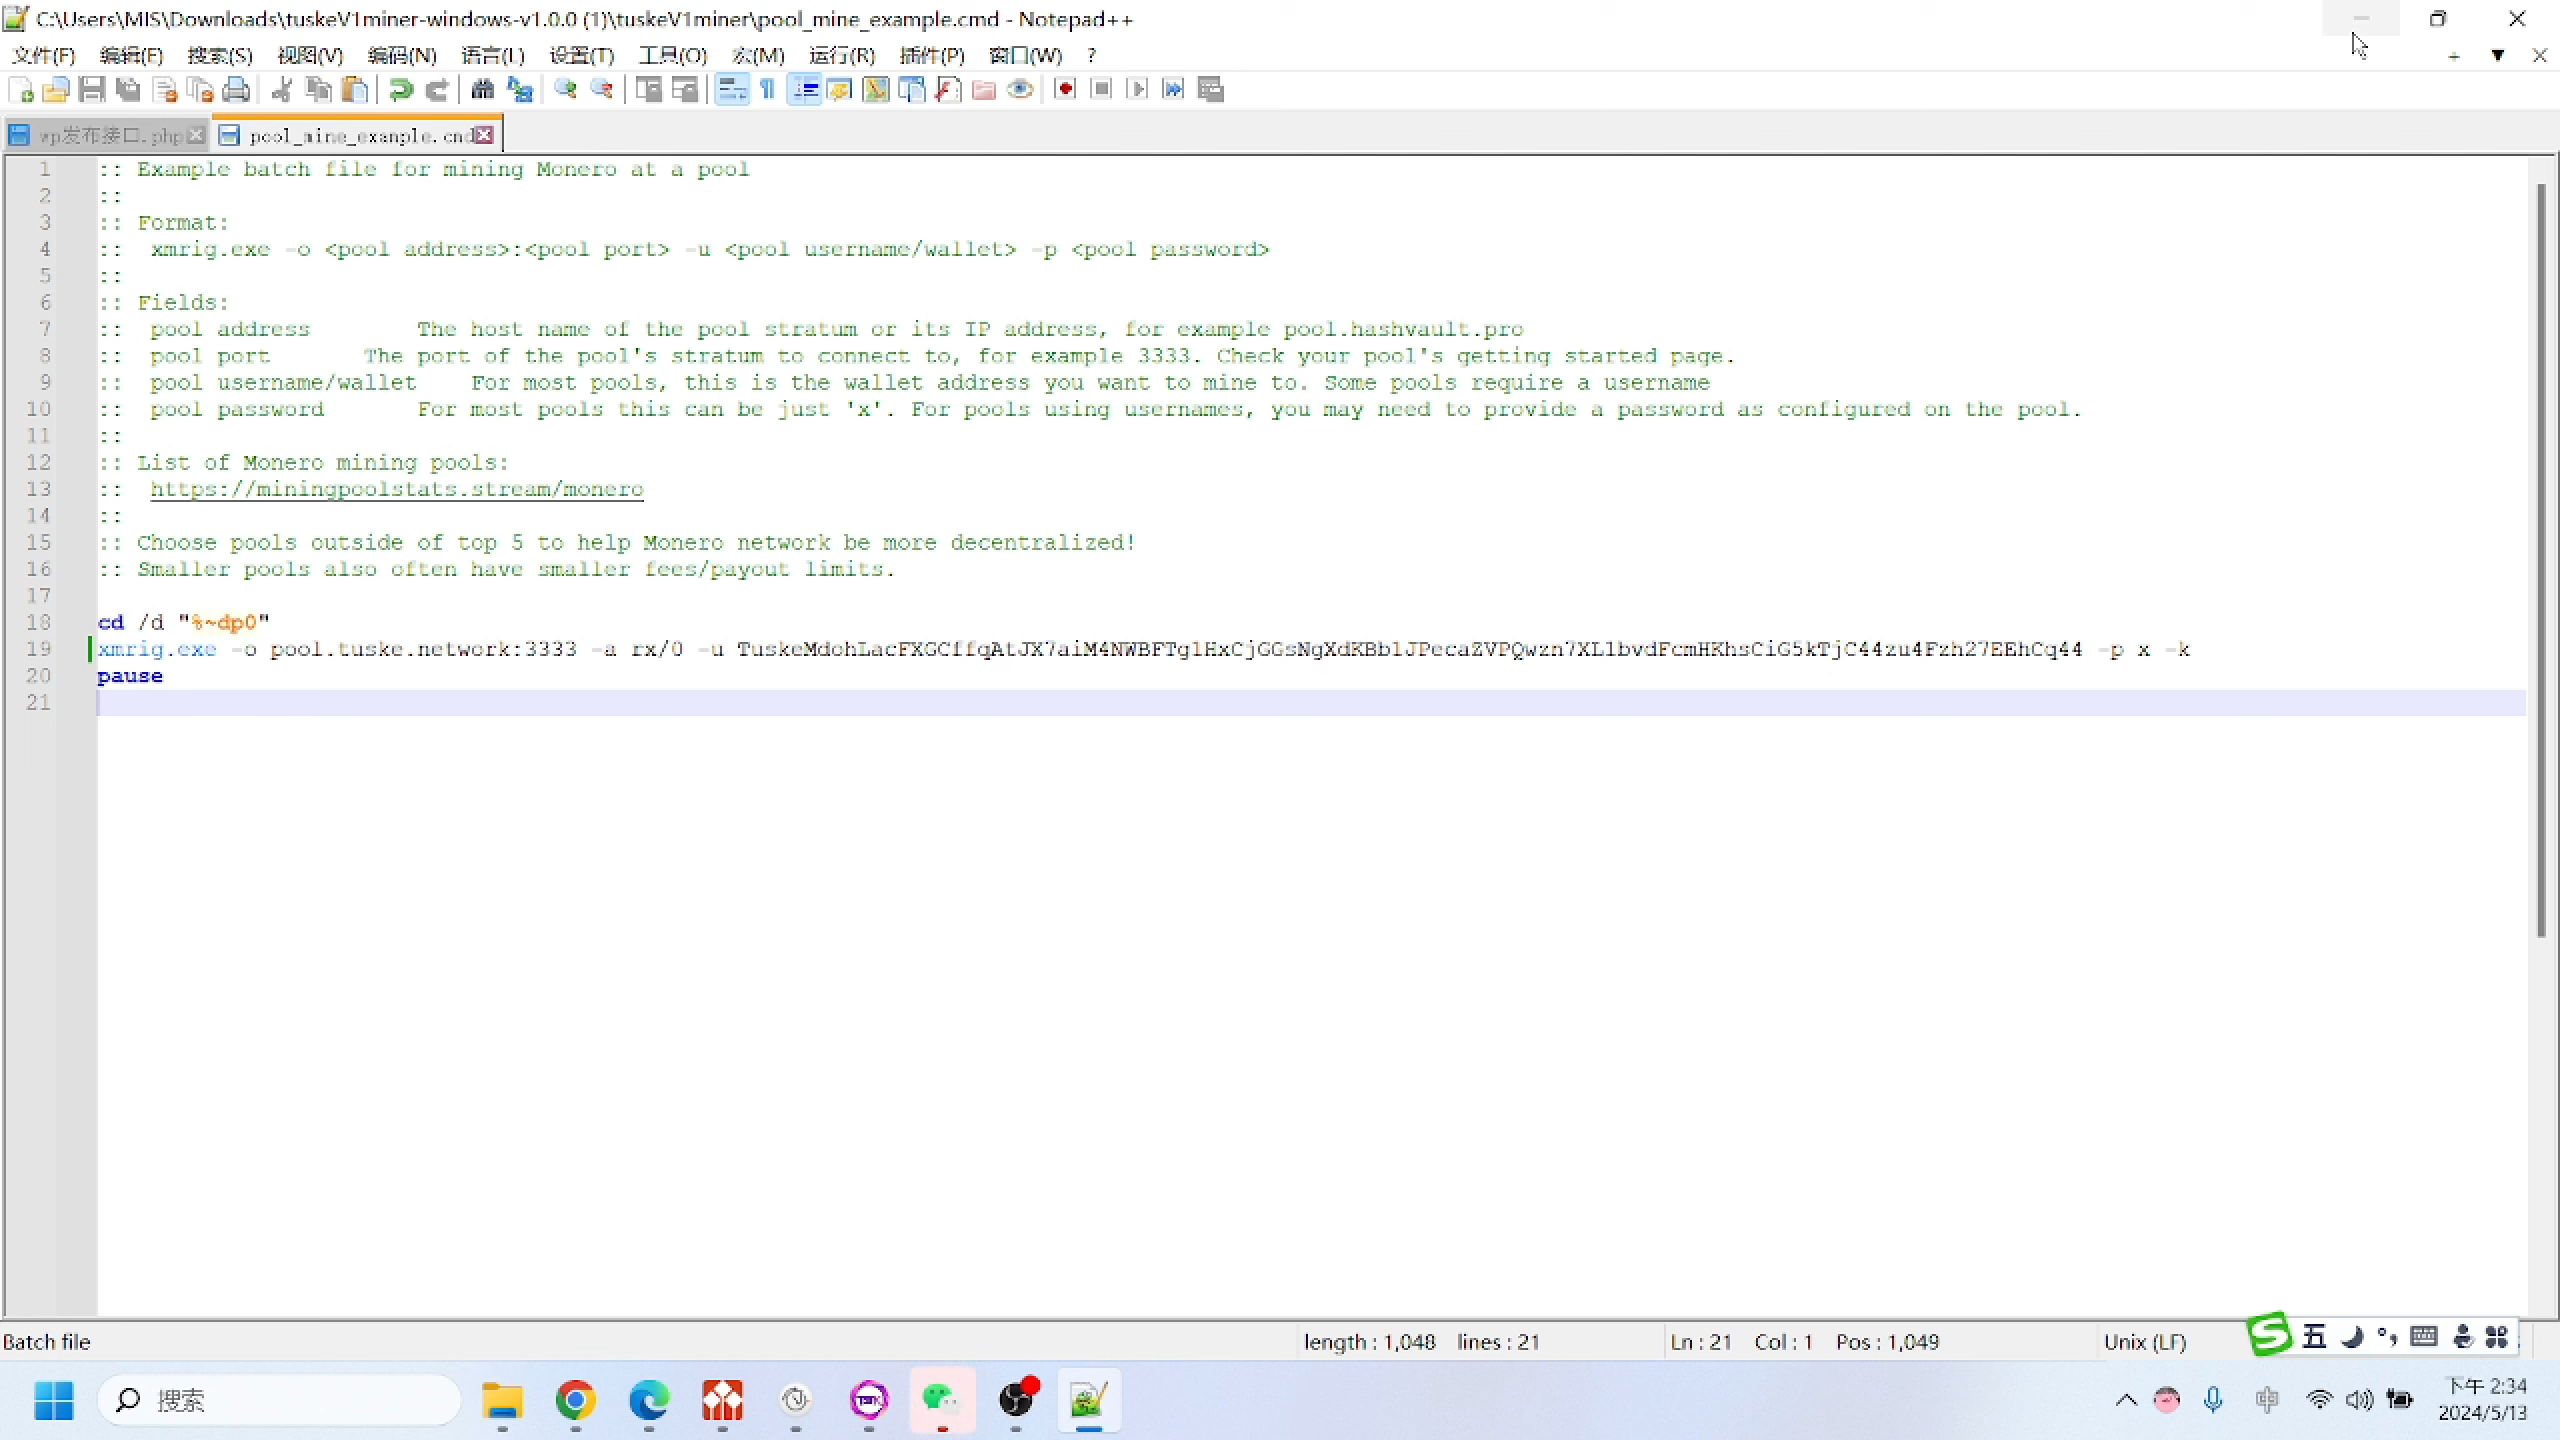 C:\Users\MIS\Downloads\tuskeV1miner-windows-v1.0.0 (1)\tuskeV1miner\pool_mine_example.cmd - Notepad++
文件(F) 编辑(E) 搜索(S) 视图(V) 编码(N) 语言(L) 设置(T) 工具(O) 宏(M) 运行(R) 插件(P) 窗口(W) ?
wp发布接口.php pool_mine_example.cmd
1 :: Example batch file for mining Monero at a pool
2 ::
3 :: Format:
4 :: xmrig.exe -o <pool address>:<pool port> -u <pool username/wallet> -p <pool password>
5 ::
6 :: Fields:
7 :: pool address The host name of the pool stratum or its IP address, for example pool.hashvault.pro
8 :: pool port The port of the pool's stratum to connect to, for example 3333. Check your pool's getting started page.
9 :: pool username/wallet For most pools, this is the wallet address you want to mine to. Some pools require a username
10 :: pool password For most pools this can be just 'x'. For pools using usernames, you may need to provide a password as configured on the pool.
11 ::
12 :: List of Monero mining pools:
13 :: https://miningpoolstats.stream/monero
14 ::
15 :: Choose pools outside of top 5 to help Monero network be more decentralized!
16 :: Smaller pools also often have smaller fees/payout limits.
17
18 cd /d "%~dp0"
19 xmrig.exe -o pool.tuske.network:3333 -a rx/0 -u -p x -k
20 pause
21
Batch file length : 1,048 lines : 21 Ln : 21 Col : 1 Pos : 1,049 Unix (LF) 五
搜索 TSK 中 下午 2:34
2024/5/13